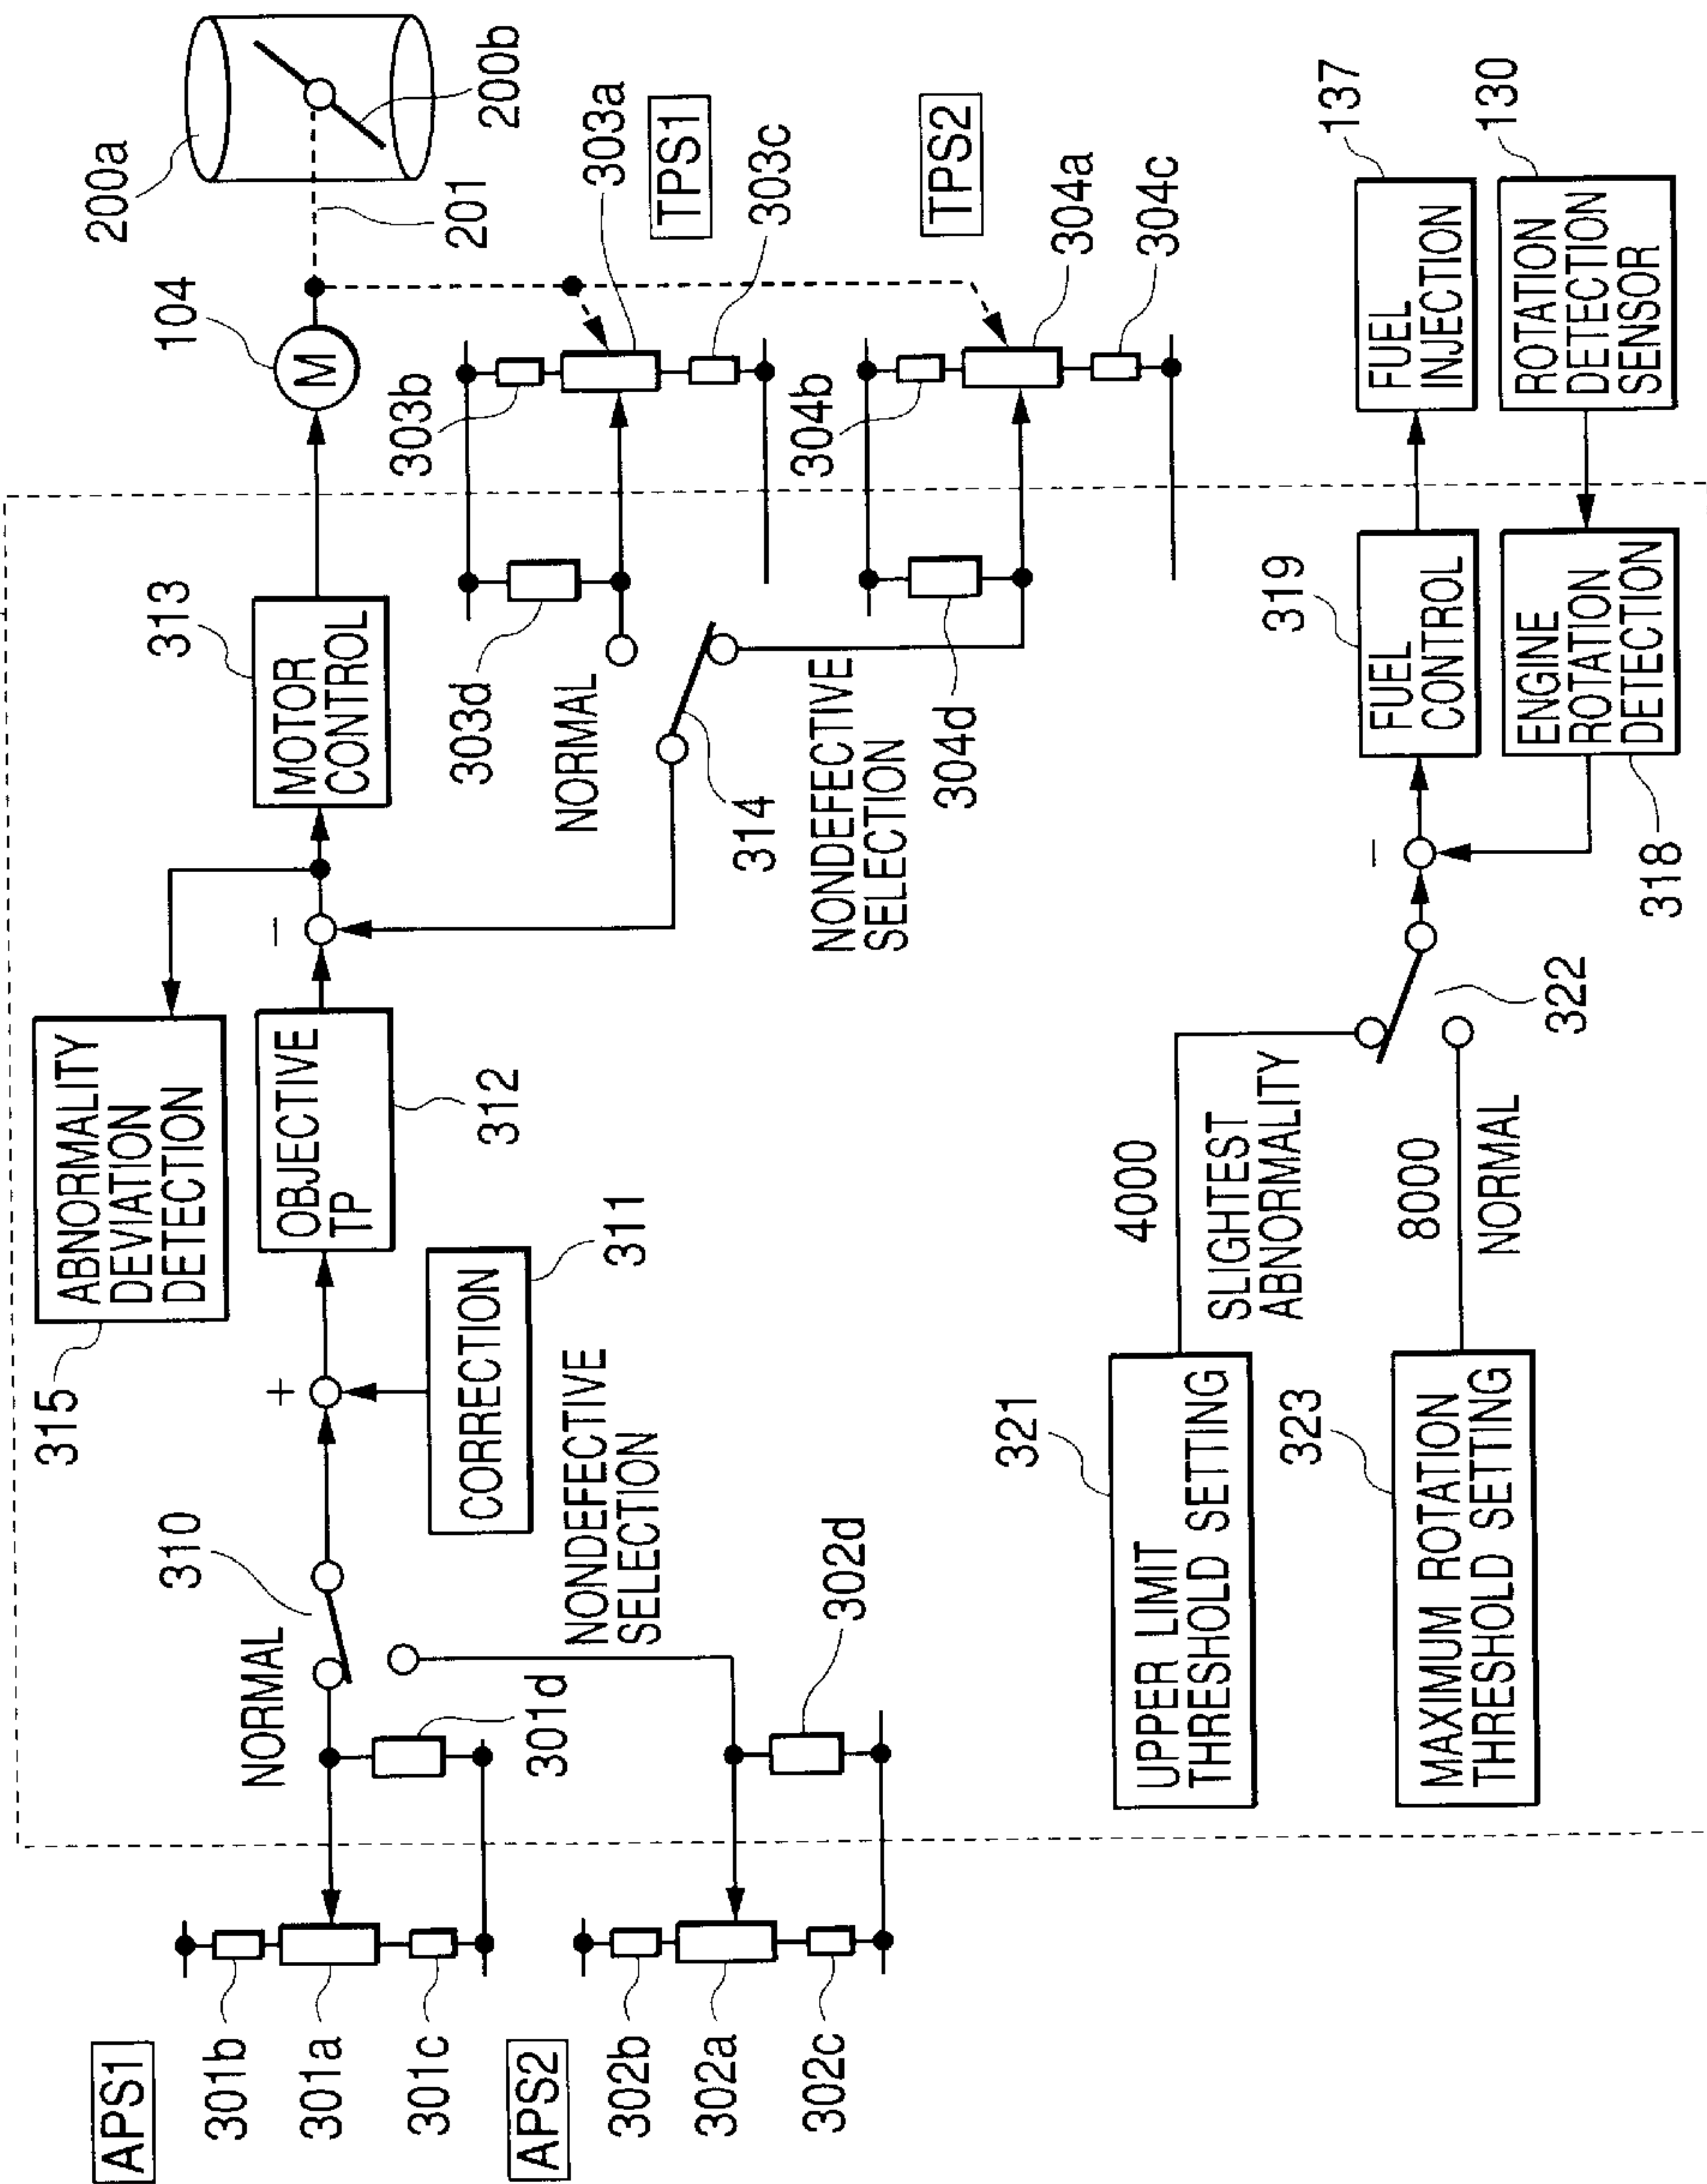 APS1
301b
301a
301c
APS2
302b
302a
302c
NORMAL
310
301d
NONDEFECTIVE
SELECTION
302d
+
CORRECTION
311
315
ABNORMALITY
DEVIATION
DETECTION
OBJECTIVE
TP
312
−
313
MOTOR
CONTROL
104
M
200a
200b
201
303d
303b
303a
TPS1
303c
NORMAL
314
NONDEFECTIVE
SELECTION
304d
304b
TPS2
304a
304c
321
UPPER LIMIT
THRESHOLD SETTING
4000
SLIGHTEST
ABNORMALITY
323
MAXIMUM ROTATION
THRESHOLD SETTING
8000
NORMAL
322
−
319
FUEL
CONTROL
FUEL
INJECTION
137
318
ENGINE
ROTATION
DETECTION
ROTATION
DETECTION
SENSOR
130